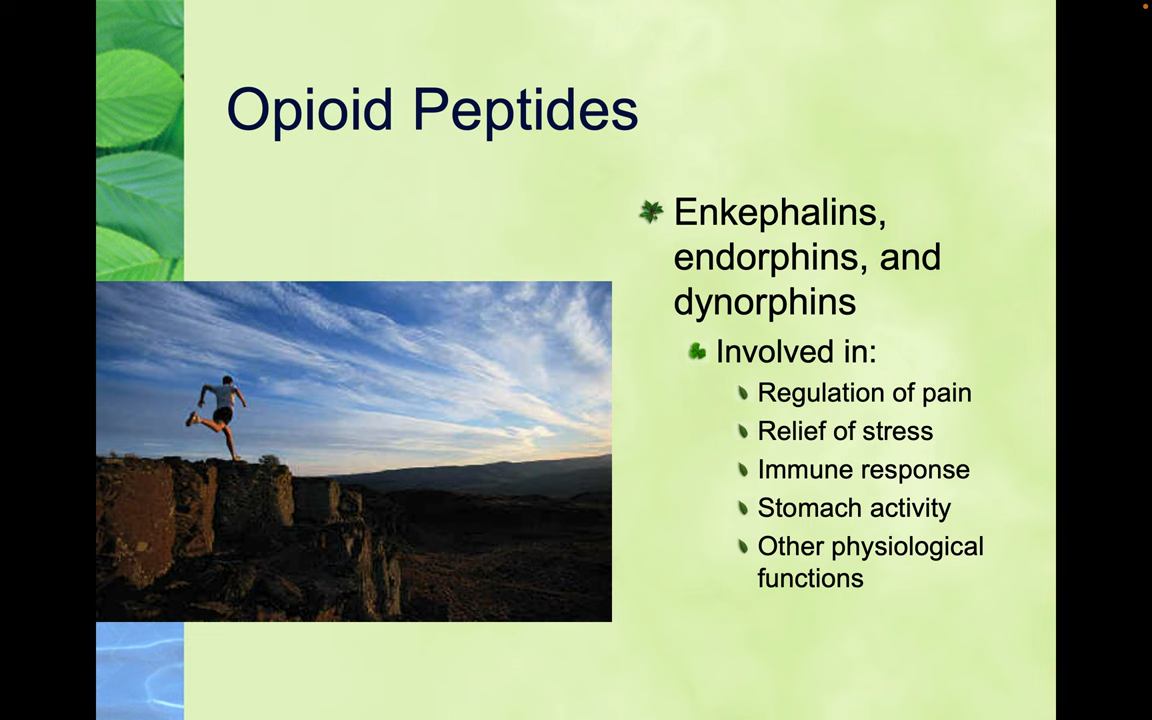 Opioid Peptides
Enkephalins,
endorphins, and
dynorphins
Involved in:
Regulation of pain
Relief of stress
Immune response
Stomach activity
Other physiological
functions